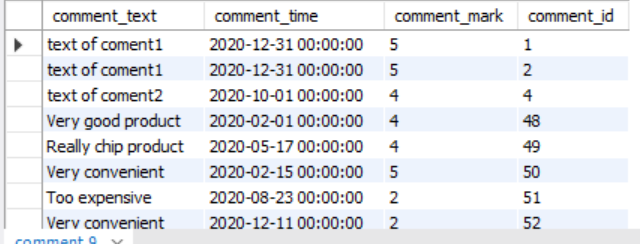 comment_text comment_time comment_mark comment_id
text of coment1 2020-12-31 00:00:00 5 1
text of coment1 2020-12-31 00:00:00 5 2
text of coment2 2020-10-01 00:00:00 4 4
Very good product 2020-02-01 00:00:00 4 48
Really chip product 2020-05-17 00:00:00 4 49
Very convenient 2020-02-15 00:00:00 5 50
Too expensive 2020-08-23 00:00:00 2 51
Very convenient 2020-12-11 00:00:00 2 52
comment 9